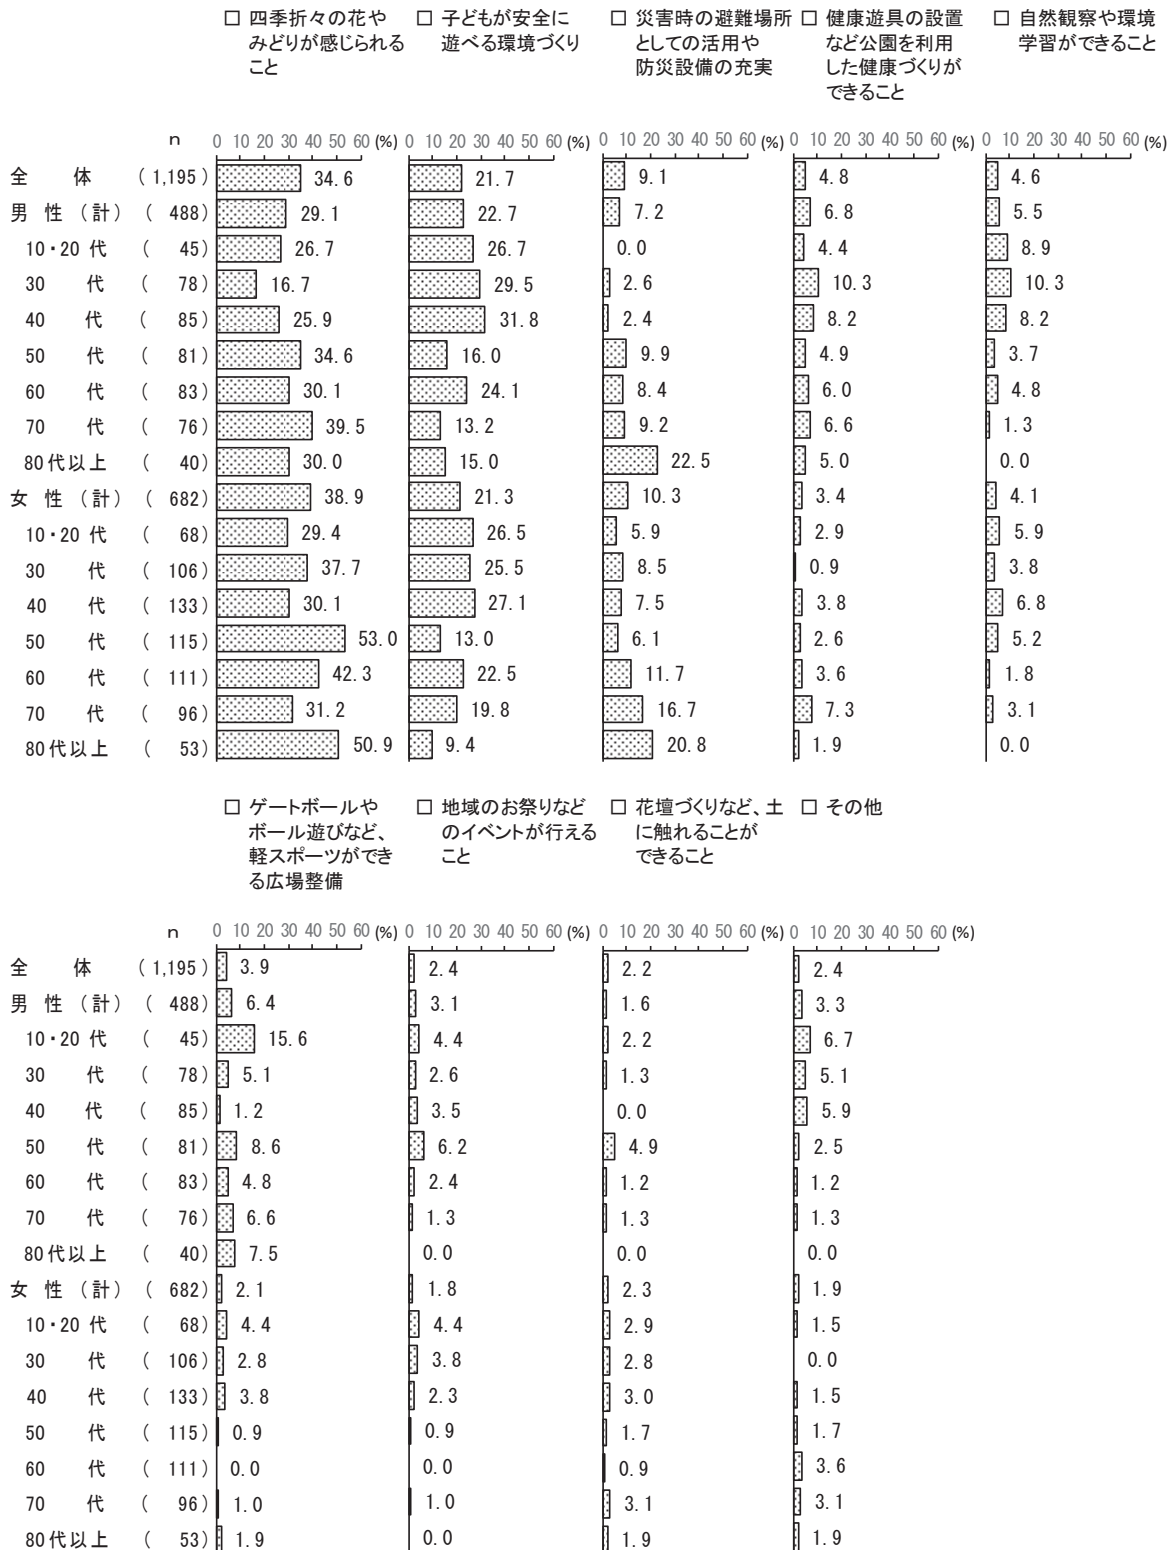 □ 四季折々の花や
みどりが感じられる
こと
□ 子どもが安全に
遊べる環境づくり
□ 災害時の避難場所
としての活用や
防災設備の充実
□ 健康遊具の設置
など公園を利用
した健康づくりが
できること
□ 自然観察や環境
学習ができること
n 0 10 20 30 40 50 60 (%) 0 10 20 30 40 50 60 (%) 0 10 20 30 40 50 60 (%) 0 10 20 30 40 50 60 (%) 0 10 20 30 40 50 60 (%)
全 体 (1,195) 34.6 21.7 9.1 4.8 4.6
男 性 (計) ( 488) 29.1 22.7 7.2 6.8 5.5
10・20 代 ( 45) 26.7 26.7 0.0 4.4 8.9
30 代 ( 78) 16.7 29.5 2.6 10.3 10.3
40 代 ( 85) 25.9 31.8 2.4 8.2 8.2
50 代 ( 81) 34.6 16.0 9.9 4.9 3.7
60 代 ( 83) 30.1 24.1 8.4 6.0 4.8
70 代 ( 76) 39.5 13.2 9.2 6.6 1.3
80代以上 ( 40) 30.0 15.0 22.5 5.0 0.0
女 性 (計) ( 682) 38.9 21.3 10.3 3.4 4.1
10・20 代 ( 68) 29.4 26.5 5.9 2.9 5.9
30 代 ( 106) 37.7 25.5 8.5 0.9 3.8
40 代 ( 133) 30.1 27.1 7.5 3.8 6.8
50 代 ( 115) 53.0 13.0 6.1 2.6 5.2
60 代 ( 111) 42.3 22.5 11.7 3.6 1.8
70 代 ( 96) 31.2 19.8 16.7 7.3 3.1
80代以上 ( 53) 50.9 9.4 20.8 1.9 0.0
□ ゲートボールや
ボール遊びなど、
軽スポーツができ
る広場整備
□ 地域のお祭りなど
のイベントが行える
こと
□ 花壇づくりなど、土
に触れることが
できること
□ その他
n 0 10 20 30 40 50 60 (%) 0 10 20 30 40 50 60 (%) 0 10 20 30 40 50 60 (%) 0 10 20 30 40 50 60 (%)
全 体 (1,195) 3.9 2.4 2.2 2.4
男 性 (計) ( 488) 6.4 3.1 1.6 3.3
10・20 代 ( 45) 15.6 4.4 2.2 6.7
30 代 ( 78) 5.1 2.6 1.3 5.1
40 代 ( 85) 1.2 3.5 0.0 5.9
50 代 ( 81) 8.6 6.2 4.9 2.5
60 代 ( 83) 4.8 2.4 1.2 1.2
70 代 ( 76) 6.6 1.3 1.3 1.3
80代以上 ( 40) 7.5 0.0 0.0 0.0
女 性 (計) ( 682) 2.1 1.8 2.3 1.9
10・20 代 ( 68) 4.4 4.4 2.9 1.5
30 代 ( 106) 2.8 3.8 2.8 0.0
40 代 ( 133) 3.8 2.3 3.0 1.5
50 代 ( 115) 0.9 0.9 1.7 1.7
60 代 ( 111) 0.0 0.0 0.9 3.6
70 代 ( 96) 1.0 1.0 3.1 3.1
80代以上 ( 53) 1.9 0.0 1.9 1.9